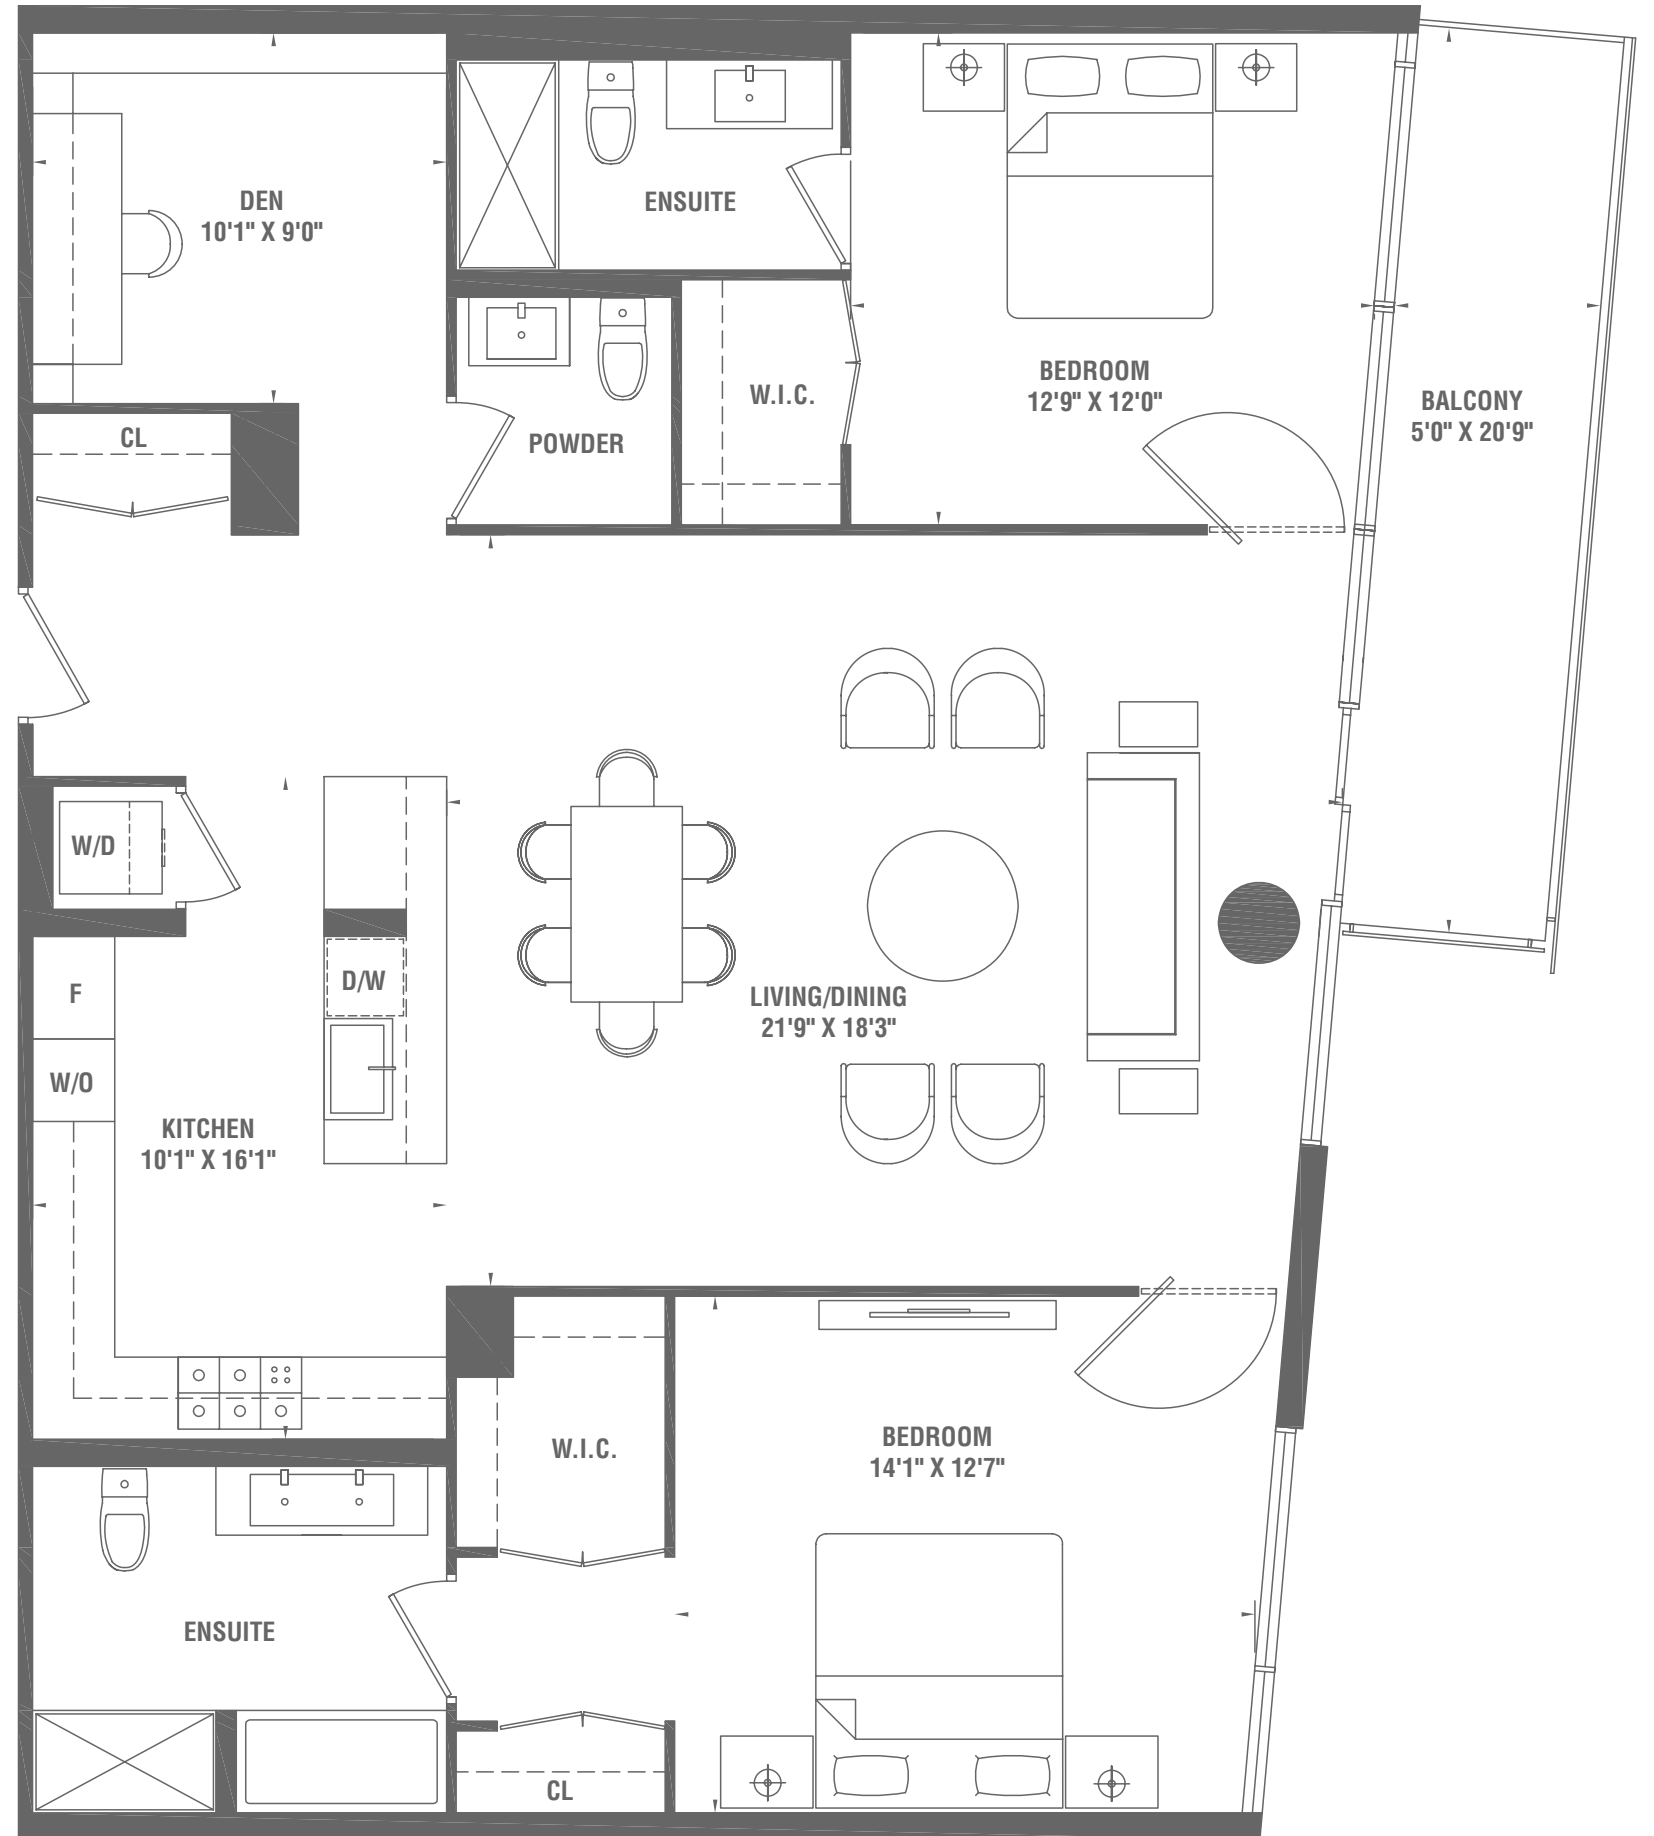 DEN
10'1" X 9'0"
ENSUITE
BEDROOM
12'9" X 12'0"
BALCONY
5'0" X 20'9"
W.I.C.
CL
POWDER
W/D
D/W
F
LIVING/DINING
21'9" X 18'3"
W/O
KITCHEN
10'1" X 16'1"
W.I.C.
BEDROOM
14'1" X 12'7"
ENSUITE
CL